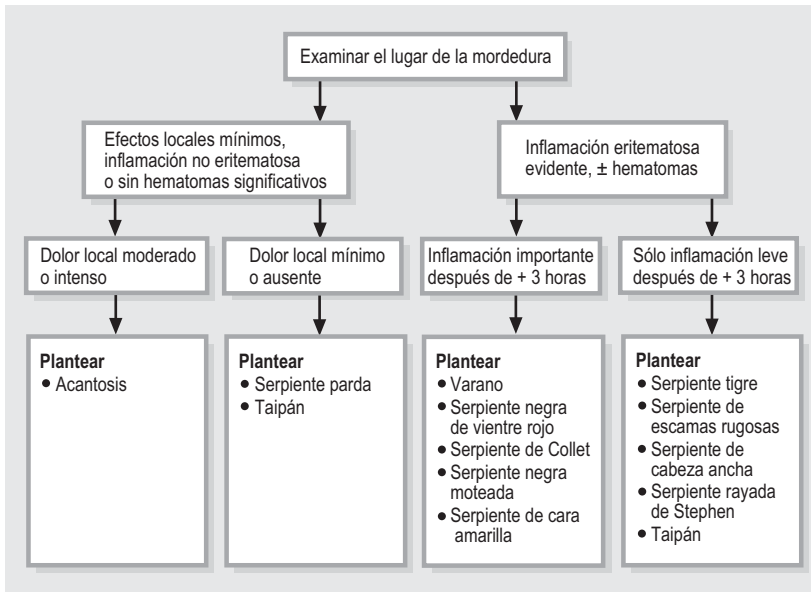 Examinar el lugar de la mordedura
Efectos locales mínimos,
inflamación no eritematosa
o sin hematomas significativos
Inflamación eritematosa
evidente, ± hematomas
Dolor local moderado
o intenso
Dolor local mínimo
o ausente
Inflamación importante
después de + 3 horas
Sólo inflamación leve
después de + 3 horas
Plantear
• Acantosis
Plantear
• Serpiente parda
• Taipán
Plantear
• Varano
• Serpiente negra
de vientre rojo
• Serpiente de Collet
• Serpiente negra
moteada
• Serpiente de cara
amarilla
Plantear
• Serpiente tigre
• Serpiente de
escamas rugosas
• Serpiente de
cabeza ancha
• Serpiente rayada
de Stephen
• Taipán